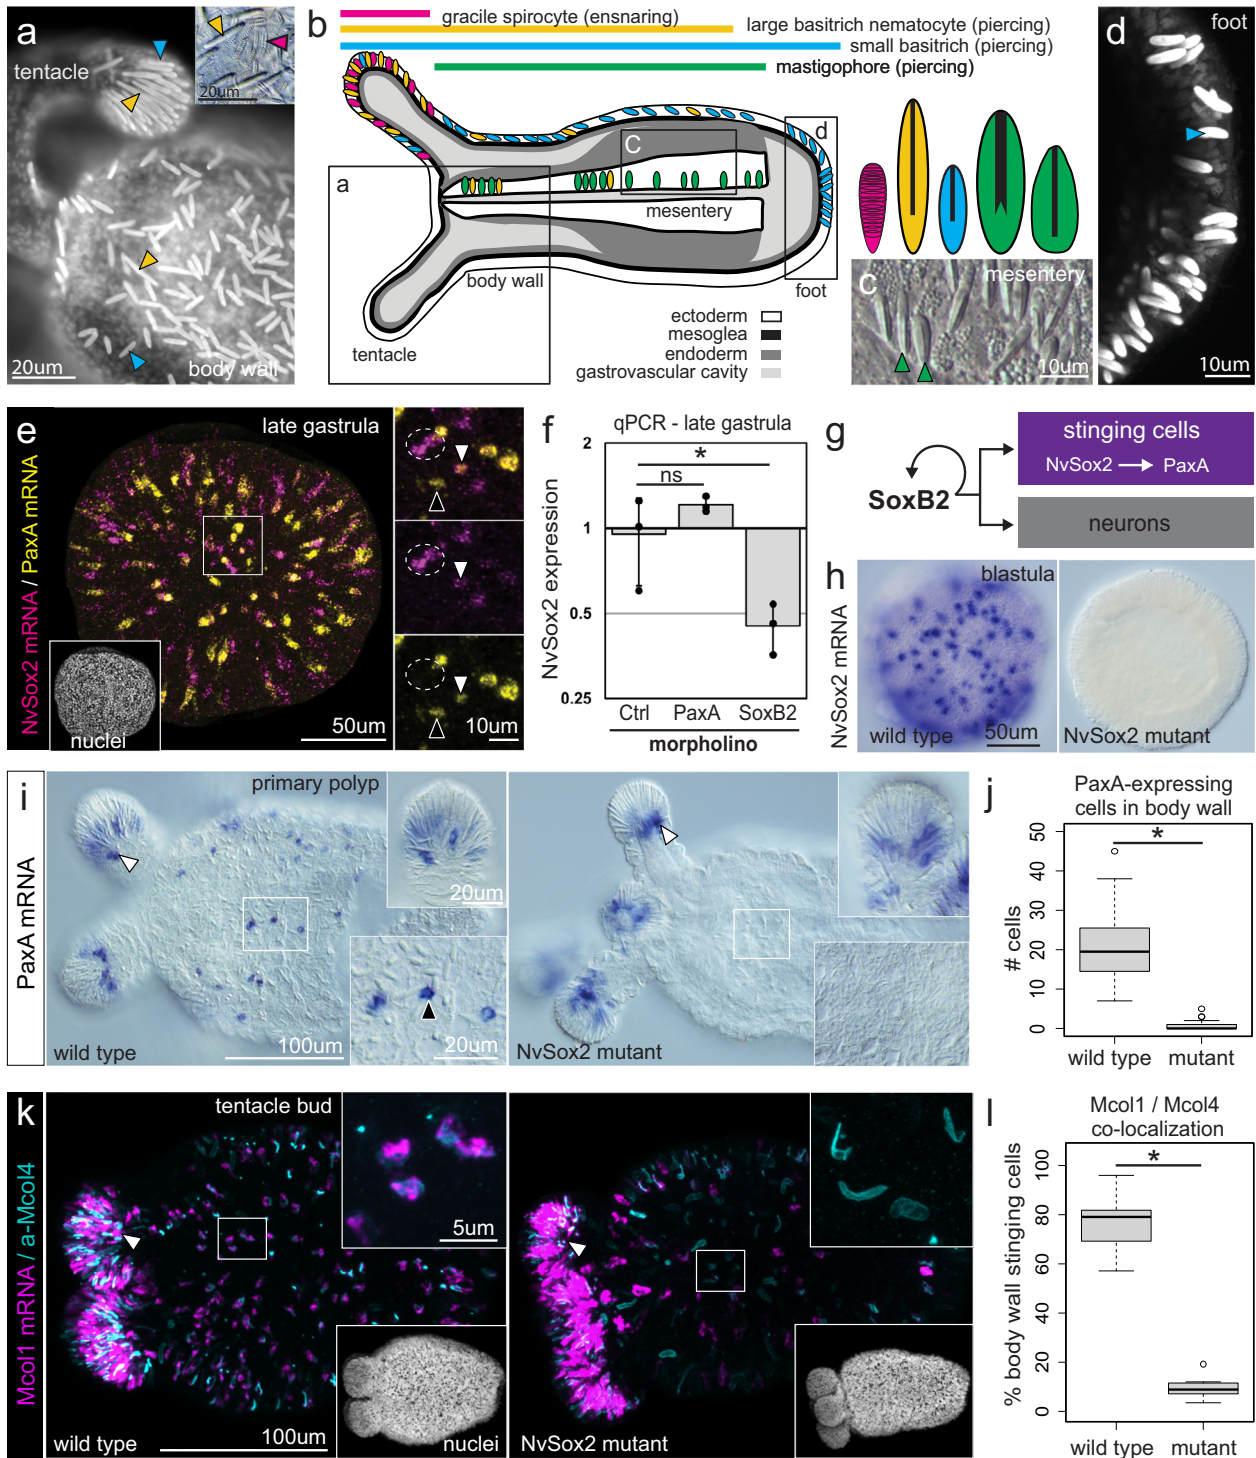 a
tentacle
20um
20um
body wall
b
gracile spirocyte (ensnaring)
large basitrich nematocyte (piercing)
small basitrich (piercing)
mastigophore (piercing)
a
C
d
mesentery
body wall
foot
tentacle
ectoderm
mesoglea
endoderm
gastrovascular cavity
c
mesentery
10um
d
foot
10um
e
late gastrula
NvSox2 mRNA / PaxA mRNA
nuclei
50um
10um
f
qPCR - late gastrula
NvSox2 expression
2
1
0.5
0.25
*
ns
Ctrl PaxA SoxB2
morpholino
g
SoxB2
stinging cells
NvSox2 PaxA
neurons
h
NvSox2 mRNA
blastula
wild type
50um
NvSox2 mutant
i
PaxA mRNA
primary polyp
20um
wild type
100um
20um
NvSox2 mutant
j
PaxA-expressing
cells in body wall
# cells
50
40
30
20
10
0
*
wild type mutant
k
Mcol1 mRNA / a-Mcol4
tentacle bud
5um
wild type
100um
nuclei
NvSox2 mutant
l
Mcol1 / Mcol4
co-localization
% body wall stinging cells
100
80
60
40
20
0
*
wild type mutant